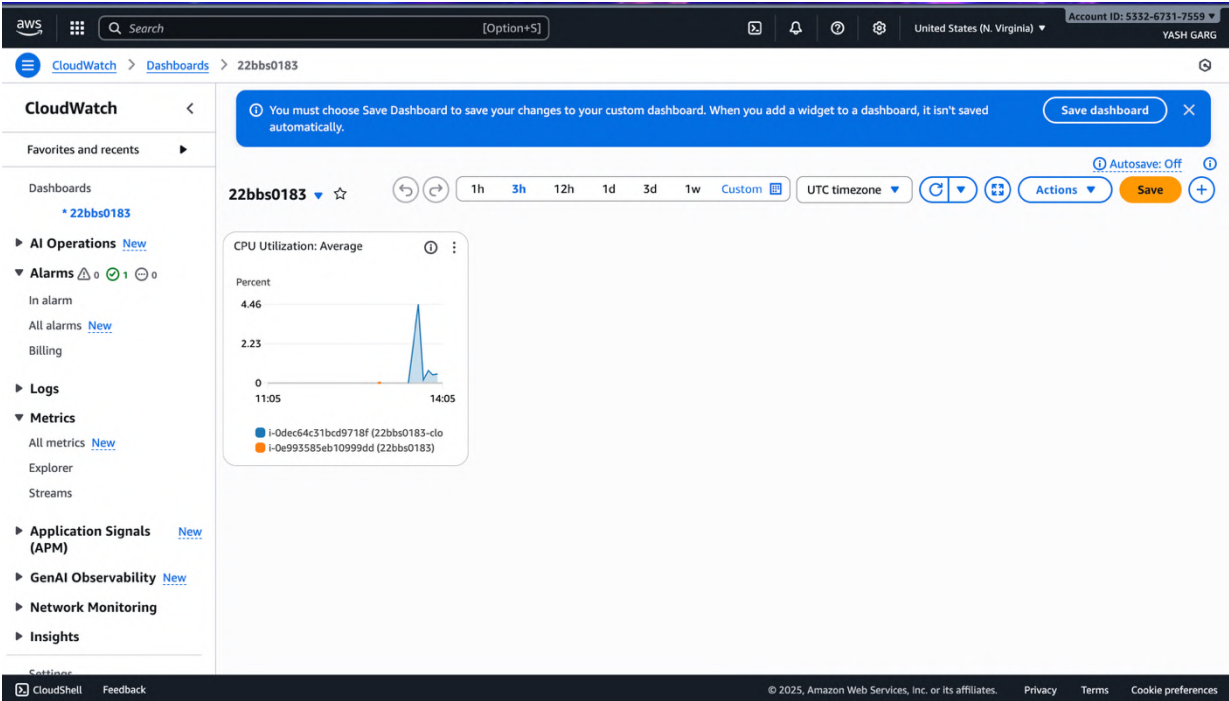 aws
Search
[Option+S]
United States (N. Virginia)
Account ID: 5332-6731-7559
YASH GARG
CloudWatch > Dashboards > 22bbs0183
CloudWatch
Favorites and recents
Dashboards
* 22bbs0183
AI Operations New
Alarms 0 1 0
In alarm
All alarms New
Billing
Logs
Metrics
All metrics New
Explorer
Streams
Application Signals New
(APM)
GenAI Observability New
Network Monitoring
Insights
You must choose Save Dashboard to save your changes to your custom dashboard. When you add a widget to a dashboard, it isn't saved
automatically.
Save dashboard
Autosave: Off
22bbs0183
1h 3h 12h 1d 3d 1w Custom
UTC timezone
Actions
Save
CPU Utilization: Average
Percent
4.46
2.23
0
11:05 14:05
i-0dec64c31bcd9718f (22bbs0183-clo
i-0e993585eb10999dd (22bbs0183)
CloudShell Feedback
© 2025, Amazon Web Services, Inc. or its affiliates. Privacy Terms Cookie preferences